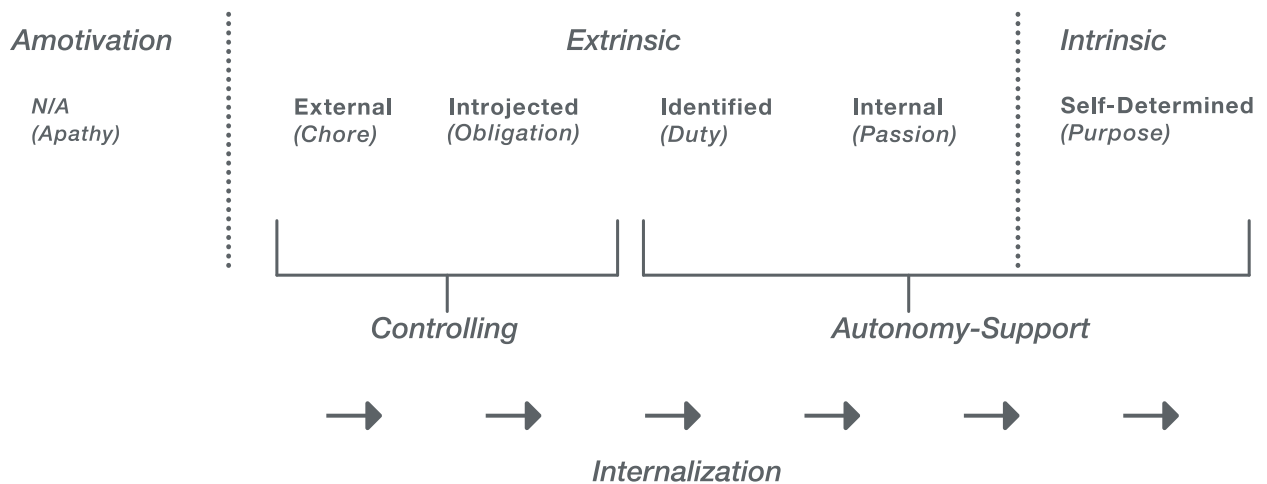 Amotivation
Extrinsic
Intrinsic
N/A
(Apathy)
External
(Chore)
Introjected
(Obligation)
Identified
(Duty)
Internal
(Passion)
Self-Determined
(Purpose)
Controlling
Autonomy-Support
Internalization